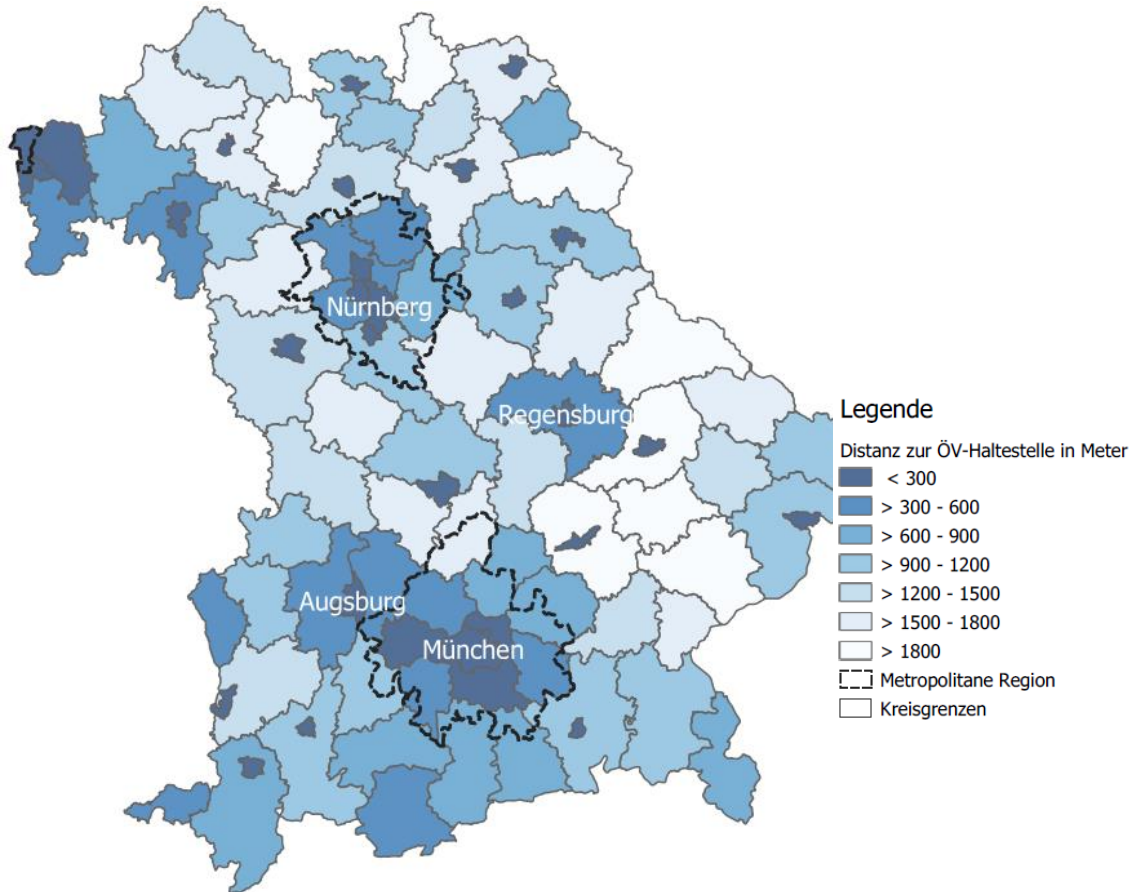 Nürnberg
Regensburg
Augsburg
München
Legende
Distanz zur ÖV-Haltestelle in Meter
< 300
> 300 - 600
> 600 - 900
> 900 - 1200
> 1200 - 1500
> 1500 - 1800
> 1800
Metropolitane Region
Kreisgrenzen